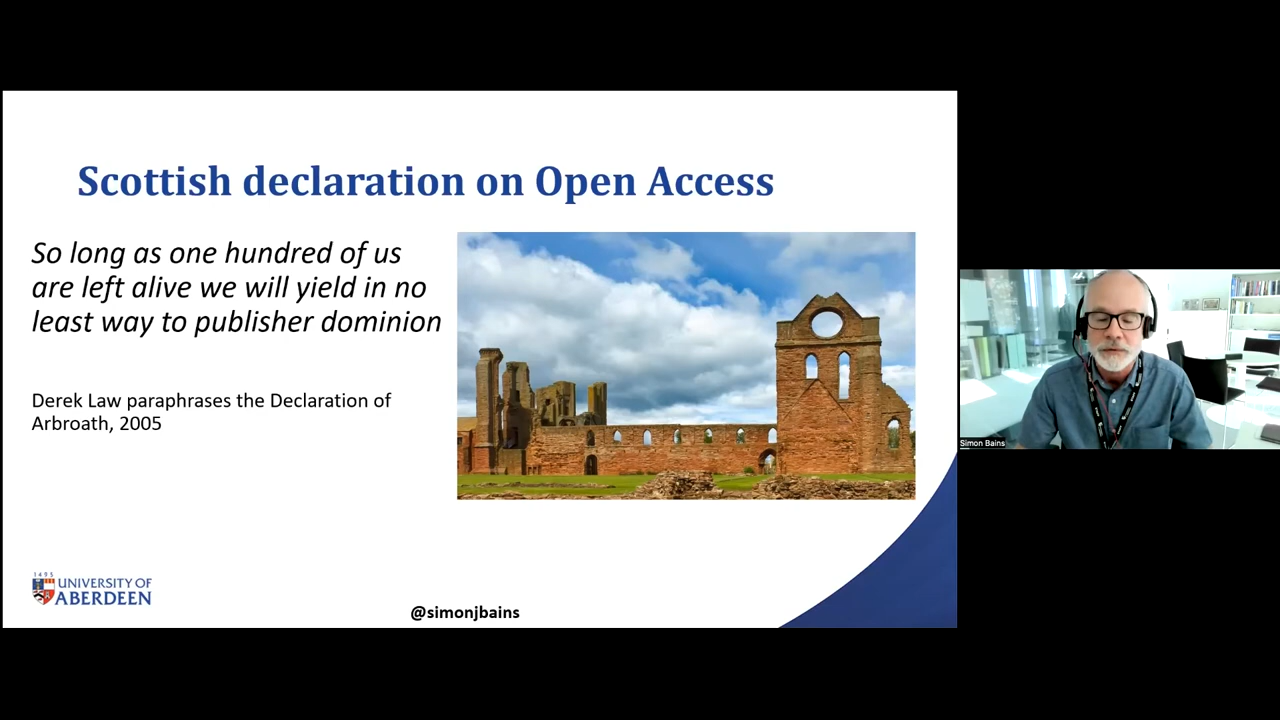 Scottish declaration on Open Access
So long as one hundred of us
are left alive we will yield in no
least way to publisher dominion
Derek Law paraphrases the Declaration of
Arbroath, 2005
1495
UNIVERSITY OF
ABERDEEN
@simonjbains
Simon Bains